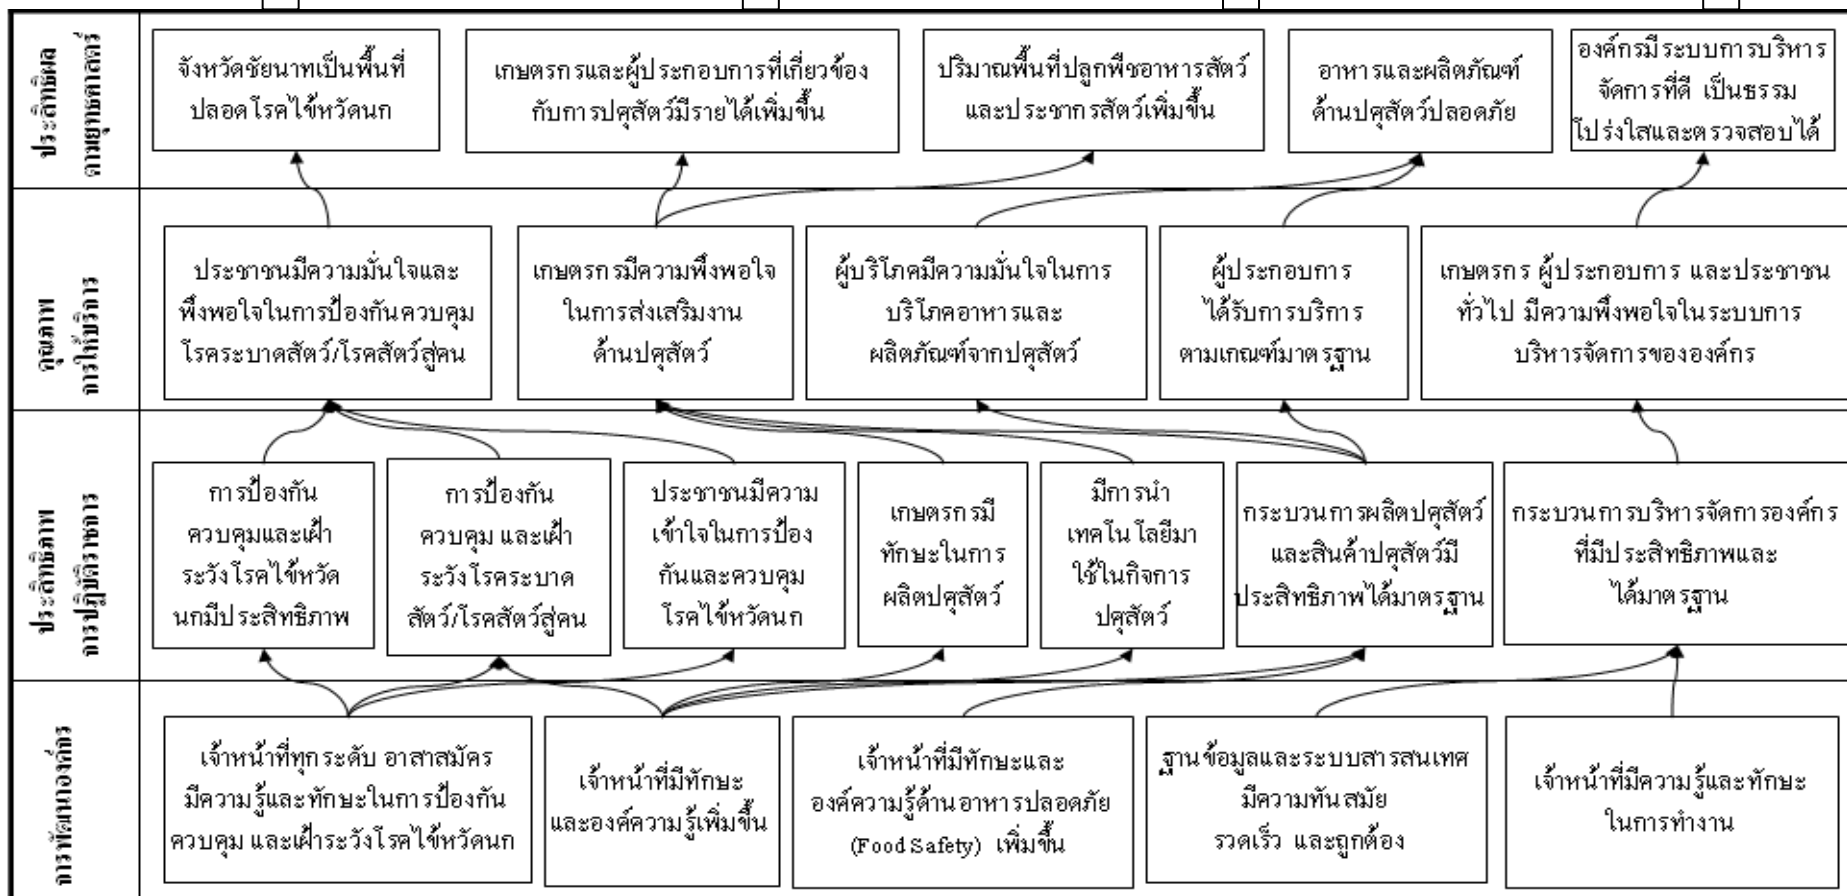 ประสิทธิผล
ตามยุทธศาสตร์
จังหวัดชัยนาทเป็นพื้นที่
ปลอดโรคไข้หวัดนก
เกษตรกรและผู้ประกอบการที่เกี่ยวข้อง
กับการปศุสัตว์มีรายได้เพิ่มขึ้น
ปริมาณพื้นที่ปลูกพืชอาหารสัตว์
และประชากรสัตว์เพิ่มขึ้น
อาหารและผลิตภัณฑ์
ด้านปศุสัตว์ปลอดภัย
องค์กรมีระบบการบริหาร
จัดการที่ดี เป็นธรรม
โปร่งใสและตรวจสอบได้
คุณภาพ
การให้บริการ
ประชาชนมีความมั่นใจและ
พึงพอใจในการป้องกันควบคุม
โรคระบาดสัตว์/โรคสัตว์สู่คน
เกษตรกรมีความพึงพอใจ
ในการส่งเสริมงาน
ด้านปศุสัตว์
ผู้บริโภคมีความมั่นใจในการ
บริโภคอาหารและ
ผลิตภัณฑ์จากปศุสัตว์
ผู้ประกอบการ
ได้รับการบริการ
ตามเกณฑ์มาตรฐาน
เกษตรกร ผู้ประกอบการ และประชาชน
ทั่วไป มีความพึงพอใจในระบบการ
บริหารจัดการขององค์กร
ประสิทธิภาพ
การปฏิบัติราชการ
การป้องกัน
ควบคุมและเฝ้า
ระวังโรคไข้หวัด
นกมีประสิทธิภาพ
การป้องกัน
ควบคุม และเฝ้า
ระวังโรคระบาด
สัตว์/โรคสัตว์สู่คน
ประชาชนมีความ
เข้าใจในการป้อง
กันและควบคุม
โรคไข้หวัดนก
เกษตรกรมี
ทักษะในการ
ผลิตปศุสัตว์
มีการนำ
เทคโนโลยีมา
ใช้ในกิจการ
ปศุสัตว์
กระบวนการผลิตปศุสัตว์
และสินค้าปศุสัตว์มี
ประสิทธิภาพได้มาตรฐาน
กระบวนการบริหารจัดการองค์กร
ที่มีประสิทธิภาพและ
ได้มาตรฐาน
การพัฒนาองค์กร
เจ้าหน้าที่ทุกระดับ อาสาสมัคร
มีความรู้และทักษะในการป้องกัน
ควบคุม และเฝ้าระวังโรคไข้หวัดนก
เจ้าหน้าที่มีทักษะ
และองค์ความรู้เพิ่มขึ้น
เจ้าหน้าที่มีทักษะและ
องค์ความรู้ด้านอาหารปลอดภัย
(Food Safety) เพิ่มขึ้น
ฐานข้อมูลและระบบสารสนเทศ
มีความทันสมัย
รวดเร็ว และถูกต้อง
เจ้าหน้าที่มีความรู้และทักษะ
ในการทำงาน